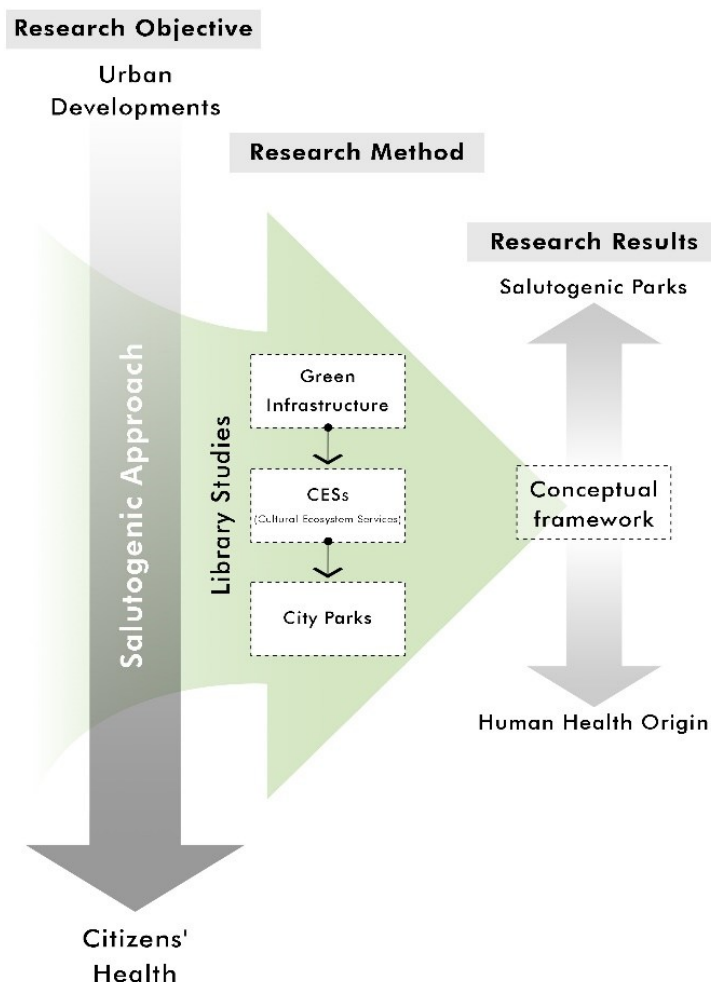 Research Objective
Urban
Developments
Research Method
Research Results
Salutogenic Parks
Salutogenic Approach
Library Studies
Green
Infrastructure
CESs
(Cultural Ecosystem Services)
City Parks
Conceptual
framework
Human Health Origin
Citizens'
Health